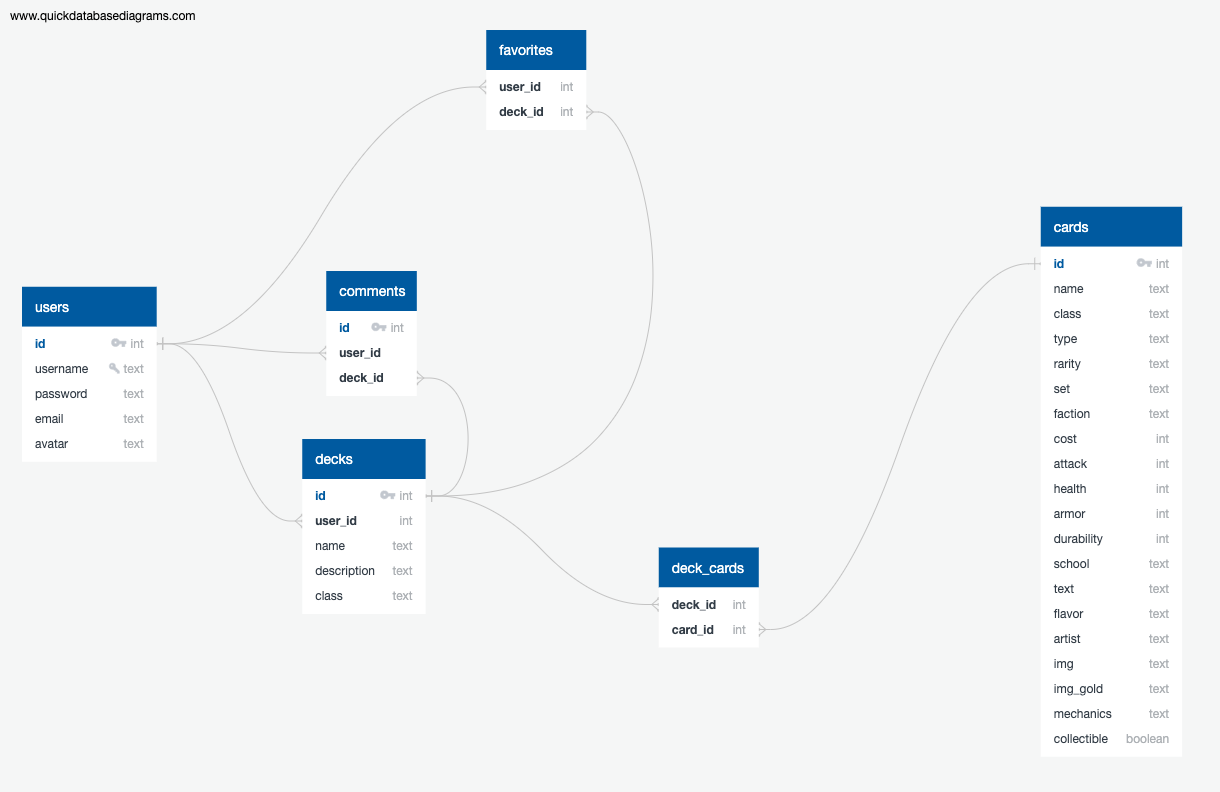 www.quickdatabasediagrams.com
favorites
user_id int
deck_id int
users
id int
username text
password text
email text
avatar text
comments
id int
user_id
deck_id
decks
id int
user_id int
name text
description text
class text
deck_cards
deck_id int
card_id int
cards
id int
name text
class text
type text
rarity text
set text
faction text
cost int
attack int
health int
armor int
durability int
school text
text text
flavor text
artist text
img text
img_gold text
mechanics text
collectible boolean